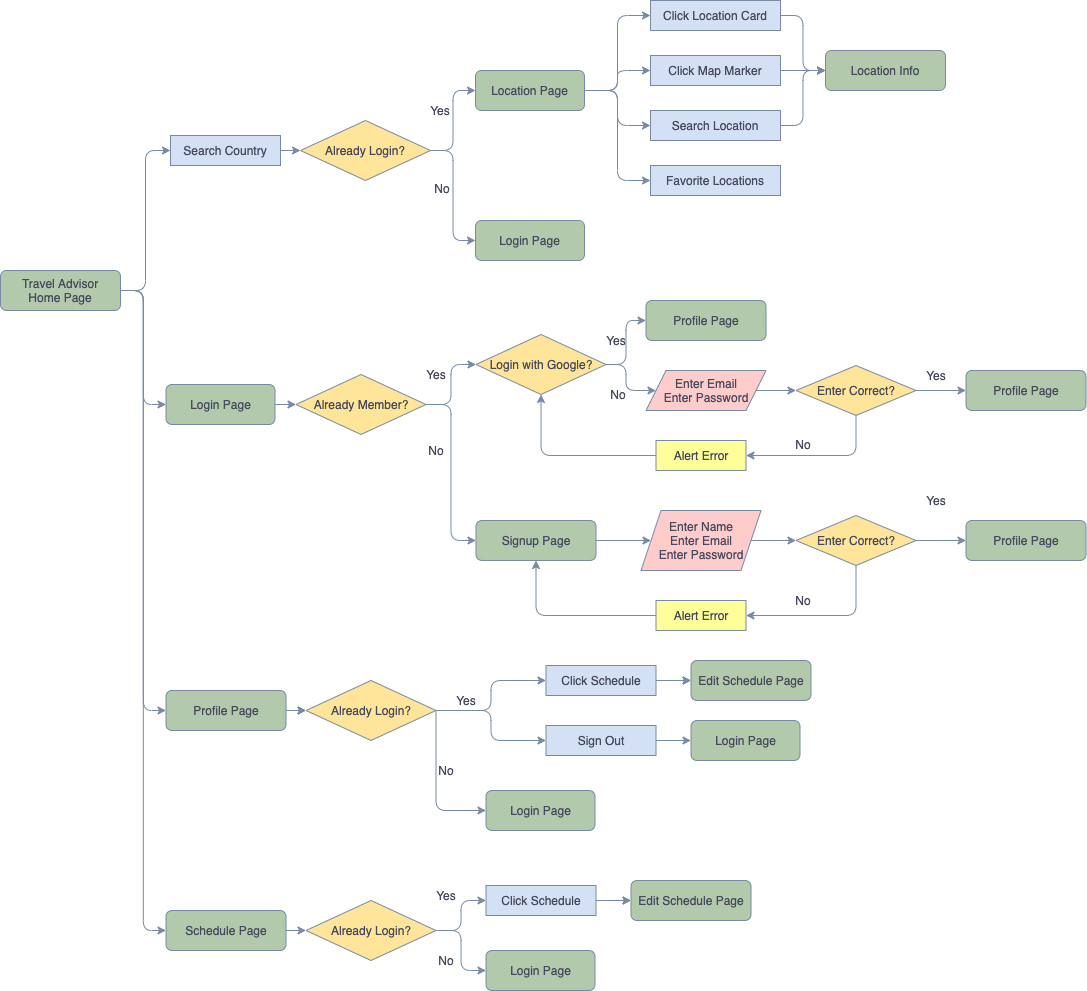 Click Location Card
Click Map Marker
Location Info
Location Page
Yes
Search Location
Search Country
Already Login?
No
Favorite Locations
Login Page
Travel Advisor
Home Page
Profile Page
Yes
Login with Google?
Yes
No
Enter Email
Enter Password
Enter Correct?
Yes
Profile Page
Login Page
Already Member?
No
No
Alert Error
Yes
Signup Page
Enter Name
Enter Email
Enter Password
Enter Correct?
Profile Page
No
Alert Error
Click Schedule
Edit Schedule Page
Yes
Profile Page
Already Login?
Sign Out
Login Page
No
Login Page
Yes
Click Schedule
Edit Schedule Page
Schedule Page
Already Login?
No
Login Page